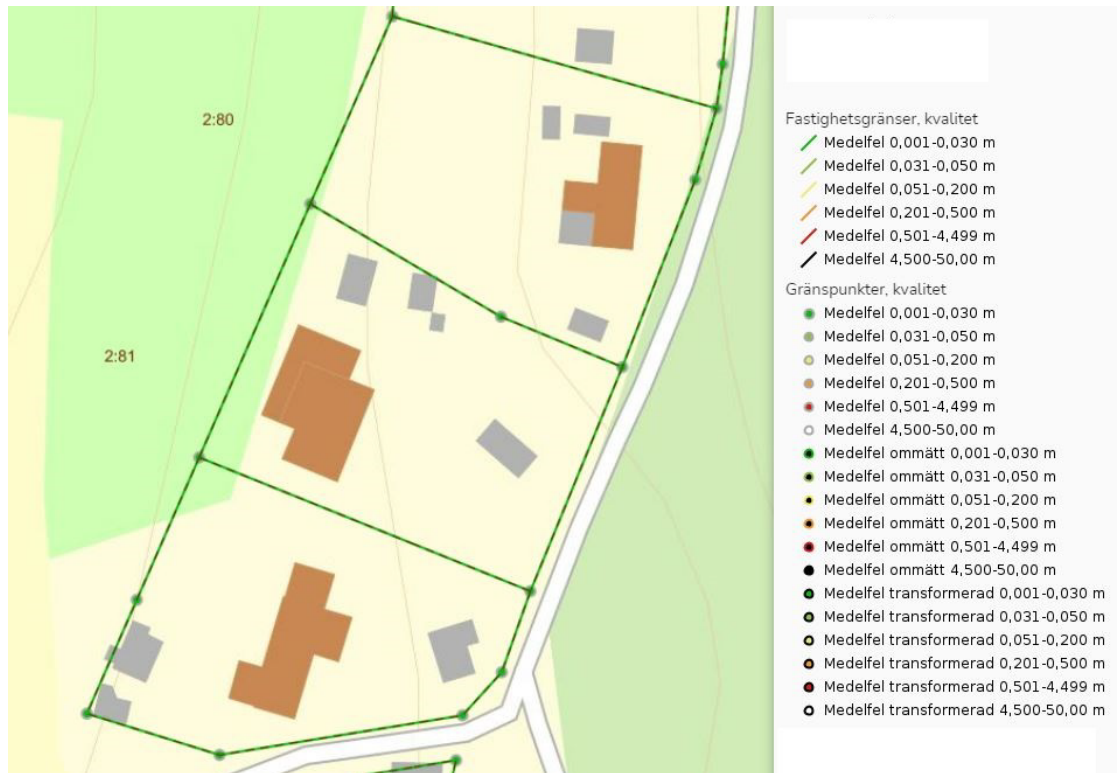 2:80
2:81
Fastighetsgränser, kvalitet
Medelfel 0,001-0,030 m
Medelfel 0,031-0,050 m
Medelfel 0,051-0,200 m
Medelfel 0,201-0,500 m
Medelfel 0,501-4,499 m
Medelfel 4,500-50,00 m
Gränspunkter, kvalitet
Medelfel 0,001-0,030 m
Medelfel 0,031-0,050 m
Medelfel 0,051-0,200 m
Medelfel 0,201-0,500 m
Medelfel 0,501-4,499 m
Medelfel 4,500-50,00 m
Medelfel ommätt 0,001-0,030 m
Medelfel ommätt 0,031-0,050 m
Medelfel ommätt 0,051-0,200 m
Medelfel ommätt 0,201-0,500 m
Medelfel ommätt 0,501-4,499 m
Medelfel ommätt 4,500-50,00 m
Medelfel transformerad 0,001-0,030 m
Medelfel transformerad 0,031-0,050 m
Medelfel transformerad 0,051-0,200 m
Medelfel transformerad 0,201-0,500 m
Medelfel transformerad 0,501-4,499 m
Medelfel transformerad 4,500-50,00 m